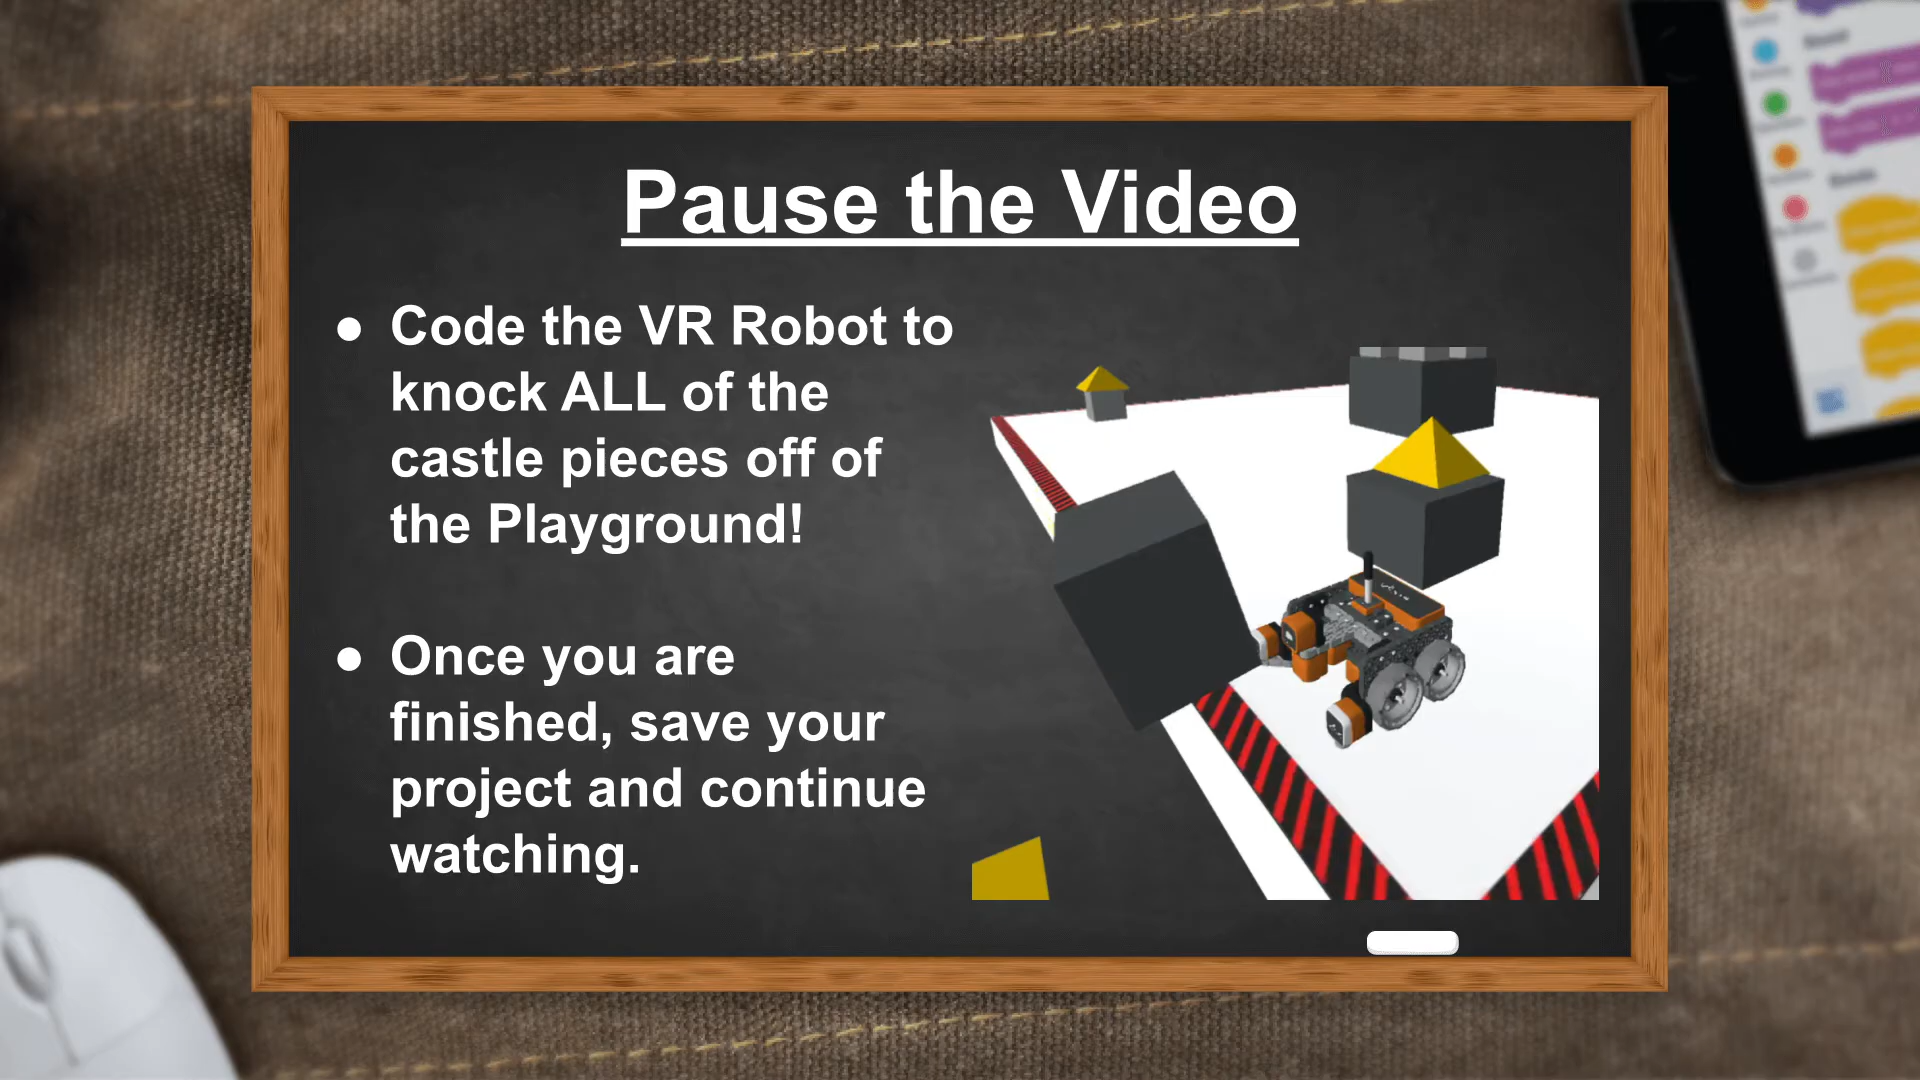 Pause the Video
● Code the VR Robot to
knock ALL of the
castle pieces off of
the Playground!
● Once you are
finished, save your
project and continue
watching.